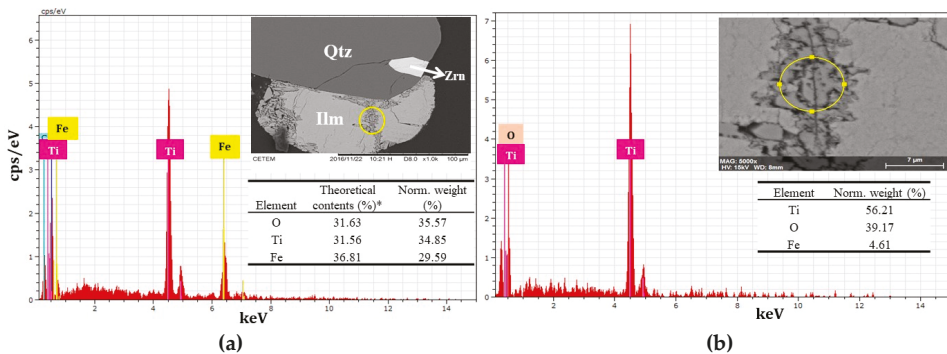 cps/eV
6
5
4
3
2
1
0
cps/eV
Fe
Ti
Ti
Fe
2 4 6 8 10 12 14
keV
Qtz
Zrn
Ilm
CETEM 2016/11/22 10:21 H D8.0 x1.0k 100 µm
Element Theoretical contents (%)* Norm. weight (%)
O 31.63 35.57
Ti 31.56 34.85
Fe 36.81 29.59
(a)
cps/eV
7
6
5
4
3
2
1
0
O
Ti
Ti
2 4 6 8 10 12 14
keV
MAG: 5000x
HV: 15kV WD: 8mm
7 µm
Element Norm. weight (%)
Ti 56.21
O 39.17
Fe 4.61
(b)